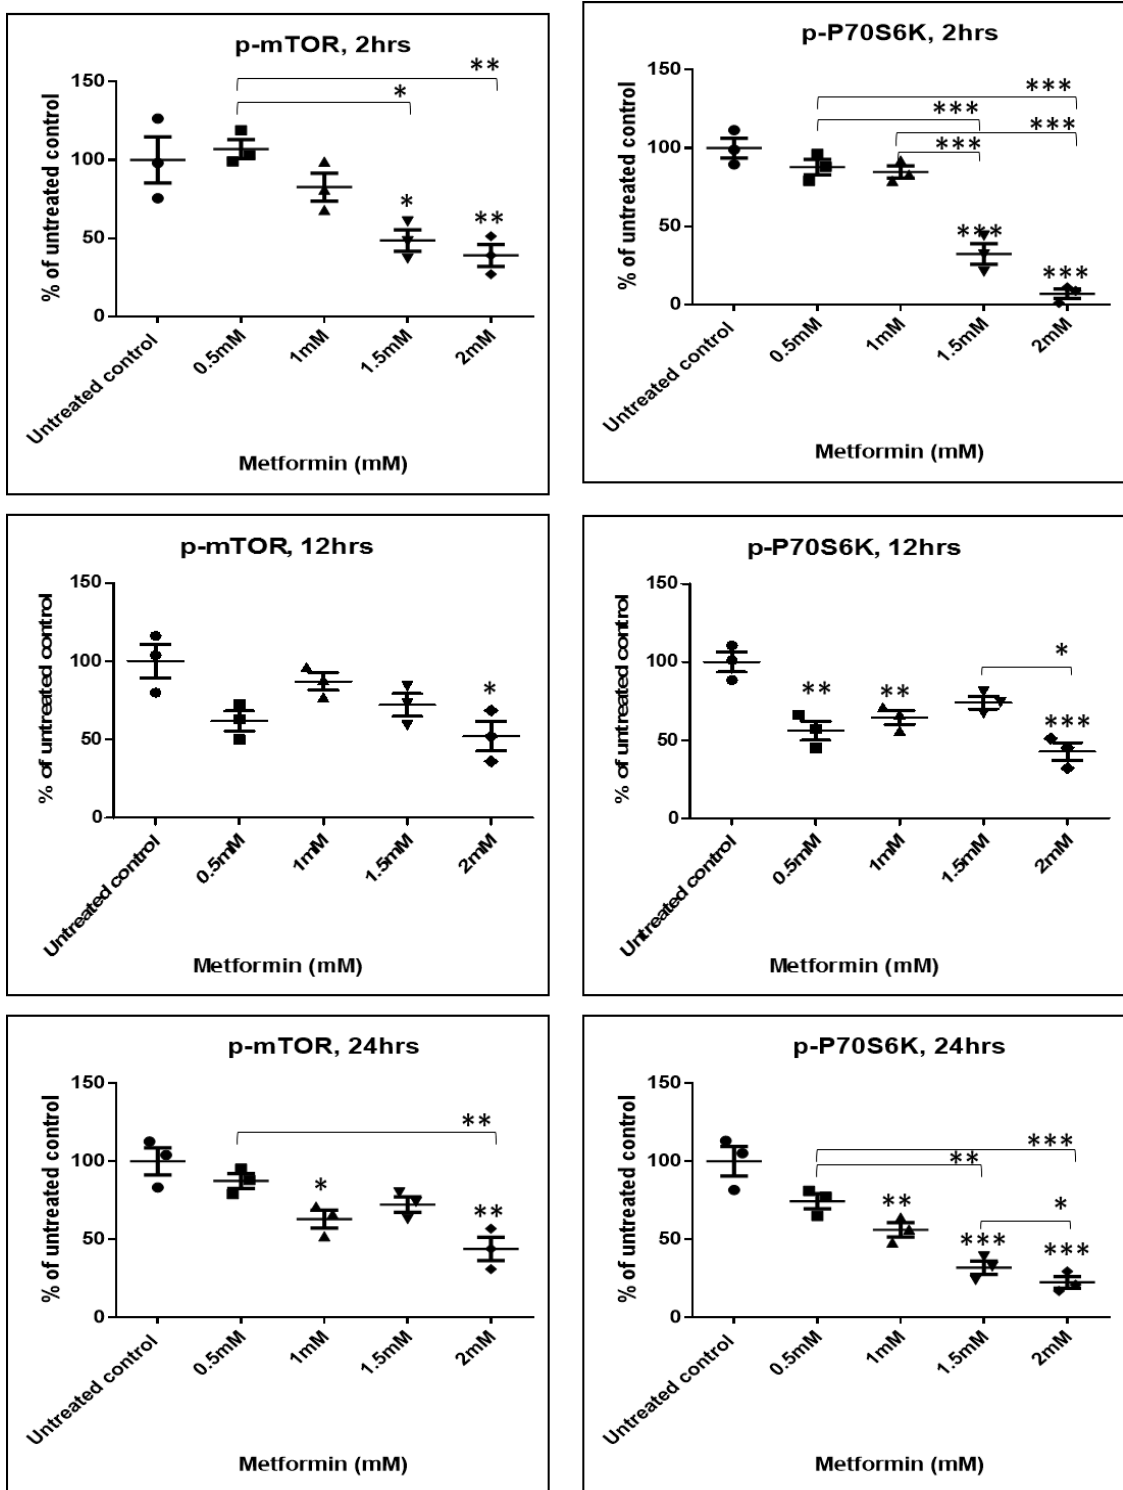 p-mTOR, 2hrs
% of untreated control
150
100
50
0
**
*
*
**
Untreated control
0.5mM
1mM
1.5mM
2mM
Metformin (mM)
p-P70S6K, 2hrs
% of untreated control
150
100
50
0
***
***
***
***
***
***
Untreated control
0.5mM
1mM
1.5mM
2mM
Metformin (mM)
p-mTOR, 12hrs
% of untreated control
150
100
50
0
*
Untreated control
0.5mM
1mM
1.5mM
2mM
Metformin (mM)
p-P70S6K, 12hrs
% of untreated control
150
100
50
0
*
**
**
***
Untreated control
0.5mM
1mM
1.5mM
2mM
Metformin (mM)
p-mTOR, 24hrs
% of untreated control
150
100
50
0
**
*
**
Untreated control
0.5mM
1mM
1.5mM
2mM
Metformin (mM)
p-P70S6K, 24hrs
% of untreated control
150
100
50
0
***
**
*
**
***
***
Untreated control
0.5mM
1mM
1.5mM
2mM
Metformin (mM)